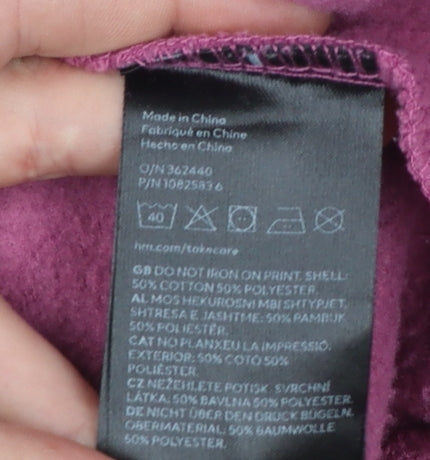 Made in China
Fabriqué en Chine
Hecho en China
O/N 362440
P/N 1082583 6
40
hm.com/takecare
GB DO NOT IRON ON PRINT. SHELL:
50% COTTON 50% POLYESTER.
AL MOS HEKUROSNI MBI SHTYPJET.
SHTRESA E JASHTME: 50% PAMBUK
50% POLIESTËR.
CAT NO PLANXEU LA IMPRESSIÓ.
EXTERIOR: 50% COTÓ 50%
POLIÈSTER.
CZ NEŽEHLETE POTISK. SVRCHNÍ
LÁTKA: 50% BAVLNA 50% POLYESTER.
DE NICHT ÜBER DEN DRUCK BÜGELN.
OBERMATERIAL: 50% BAUMWOLLE
50% POLYESTER.